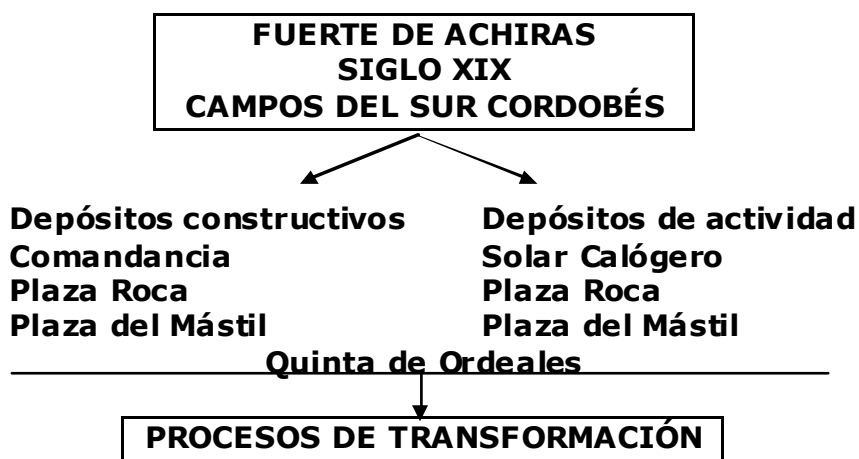 FUERTE DE ACHIRAS
SIGLO XIX
CAMPOS DEL SUR CORDOBÉS
Depósitos constructivos
Comandancia
Plaza Roca
Plaza del Mástil
Depósitos de actividad
Solar Calógero
Plaza Roca
Plaza del Mástil
Quinta de Ordeales
PROCESOS DE TRANSFORMACIÓN